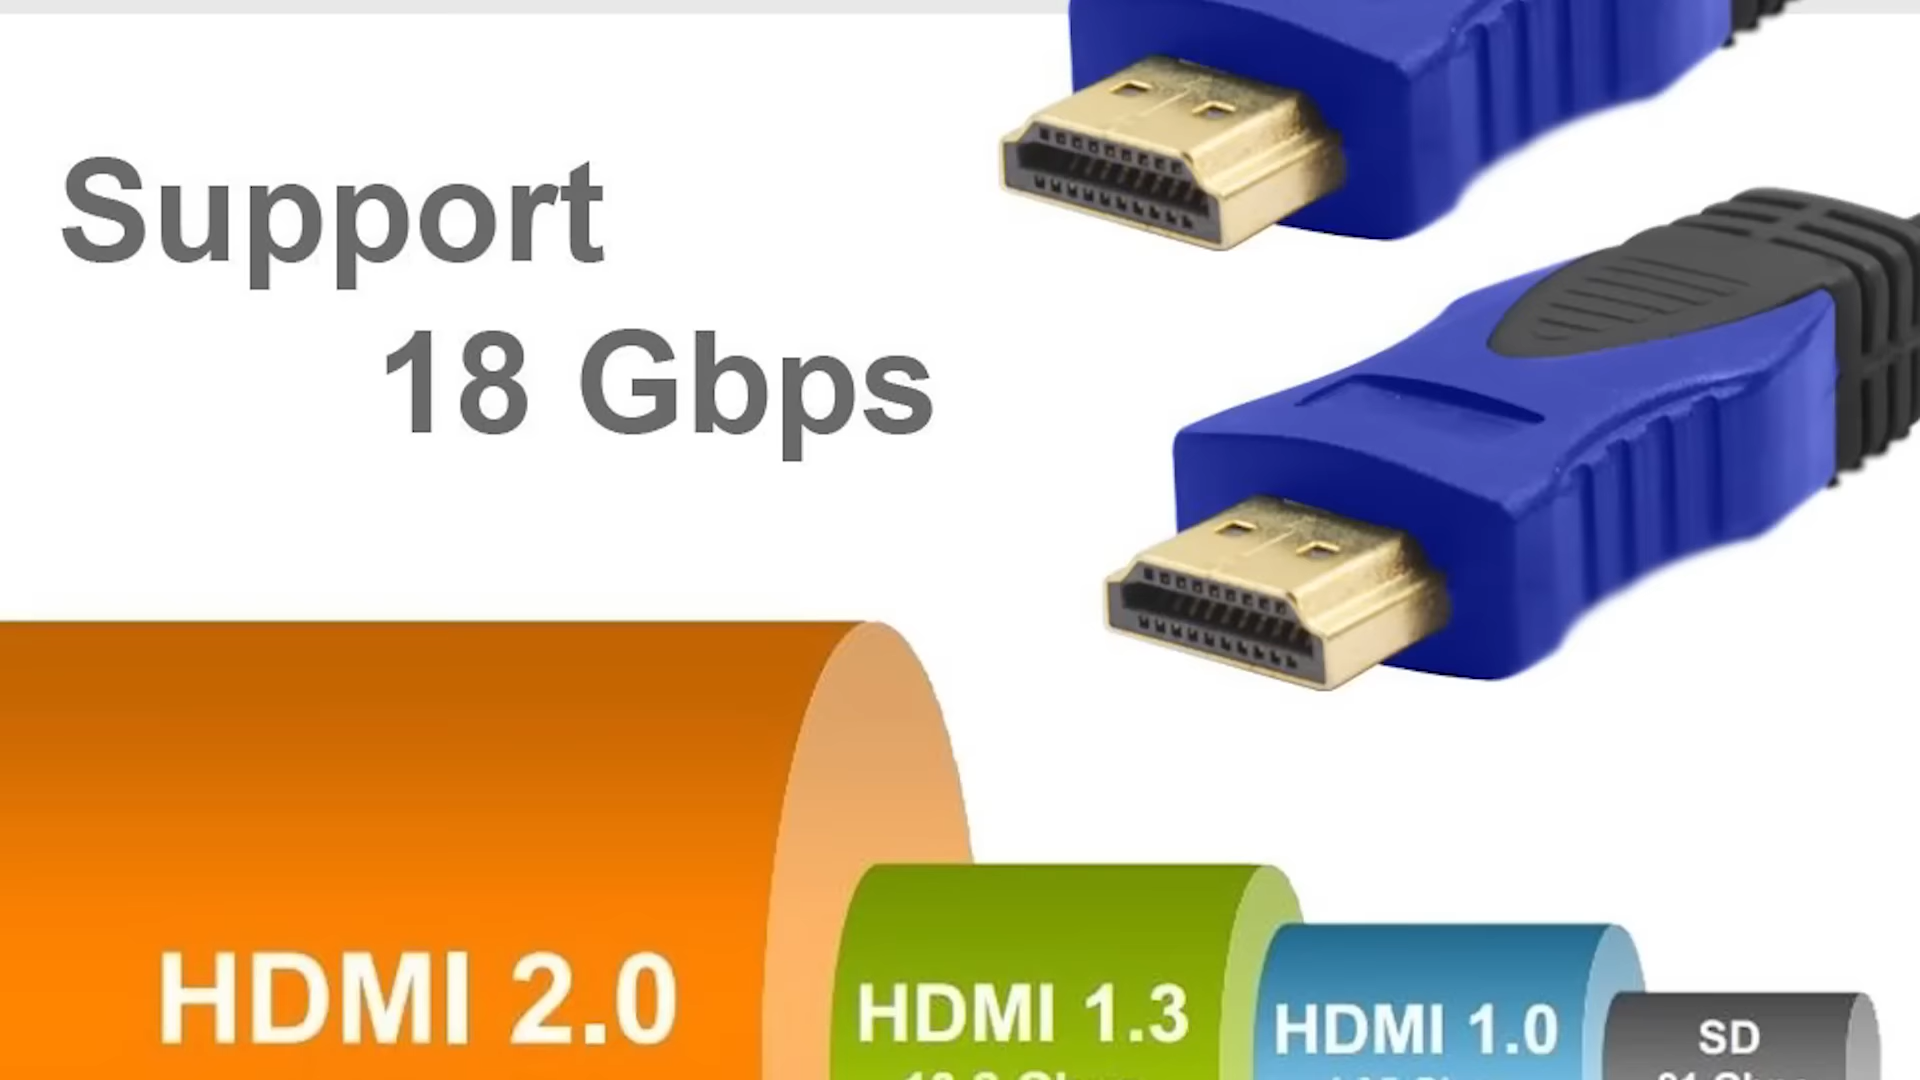 Support
18 Gbps
HDMI 2.0
HDMI 1.3
HDMI 1.0
SD